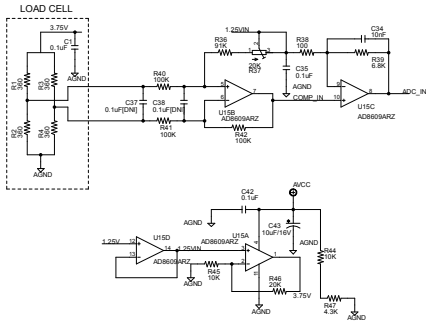 LOAD CELL
3.75V
C1
0.1uF
AGND
R1
360
R3
360
R2
360
R4
360
AGND
R40
100K
C37
0.1uF[DNI]
C38
0.1uF[DNI]
R41
100K
R36
91K
1.25VIN
1
2
3
20K
R37
5
6
7
U15B
AD8609ARZ
R42
100K
R38
100
C35
0.1uF
AGND
COMP_IN
C34
10nF
R39
6.8K
9
10
8
U15C
AD8609ARZ
ADC_IN
AVCC
C42
0.1uF
AGND
C43
10uF/16V
AGND
1.25V
12
13
14
U15D
AD8609ARZ
1.25VIN
U15A
3
2
4
11
1
R45
10K
AGND
R46
20K
3.75V
AGND
R44
10K
R47
4.3K
AGND